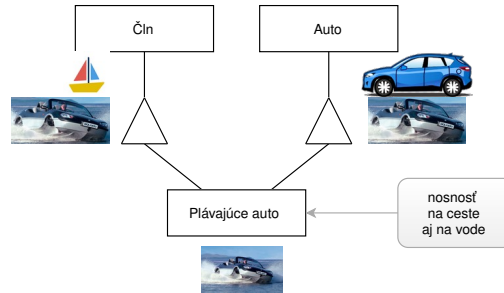 Čln
Auto
Plávajúce auto
nosnosť
na ceste
aj na vode